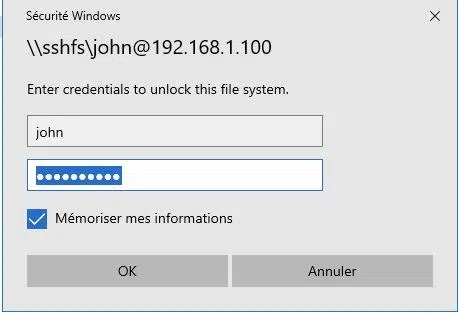 Sécurité Windows
\\sshfs\john@192.168.1.100
Enter credentials to unlock this file system.
john
••••••••••
Mémoriser mes informations
OK
Annuler